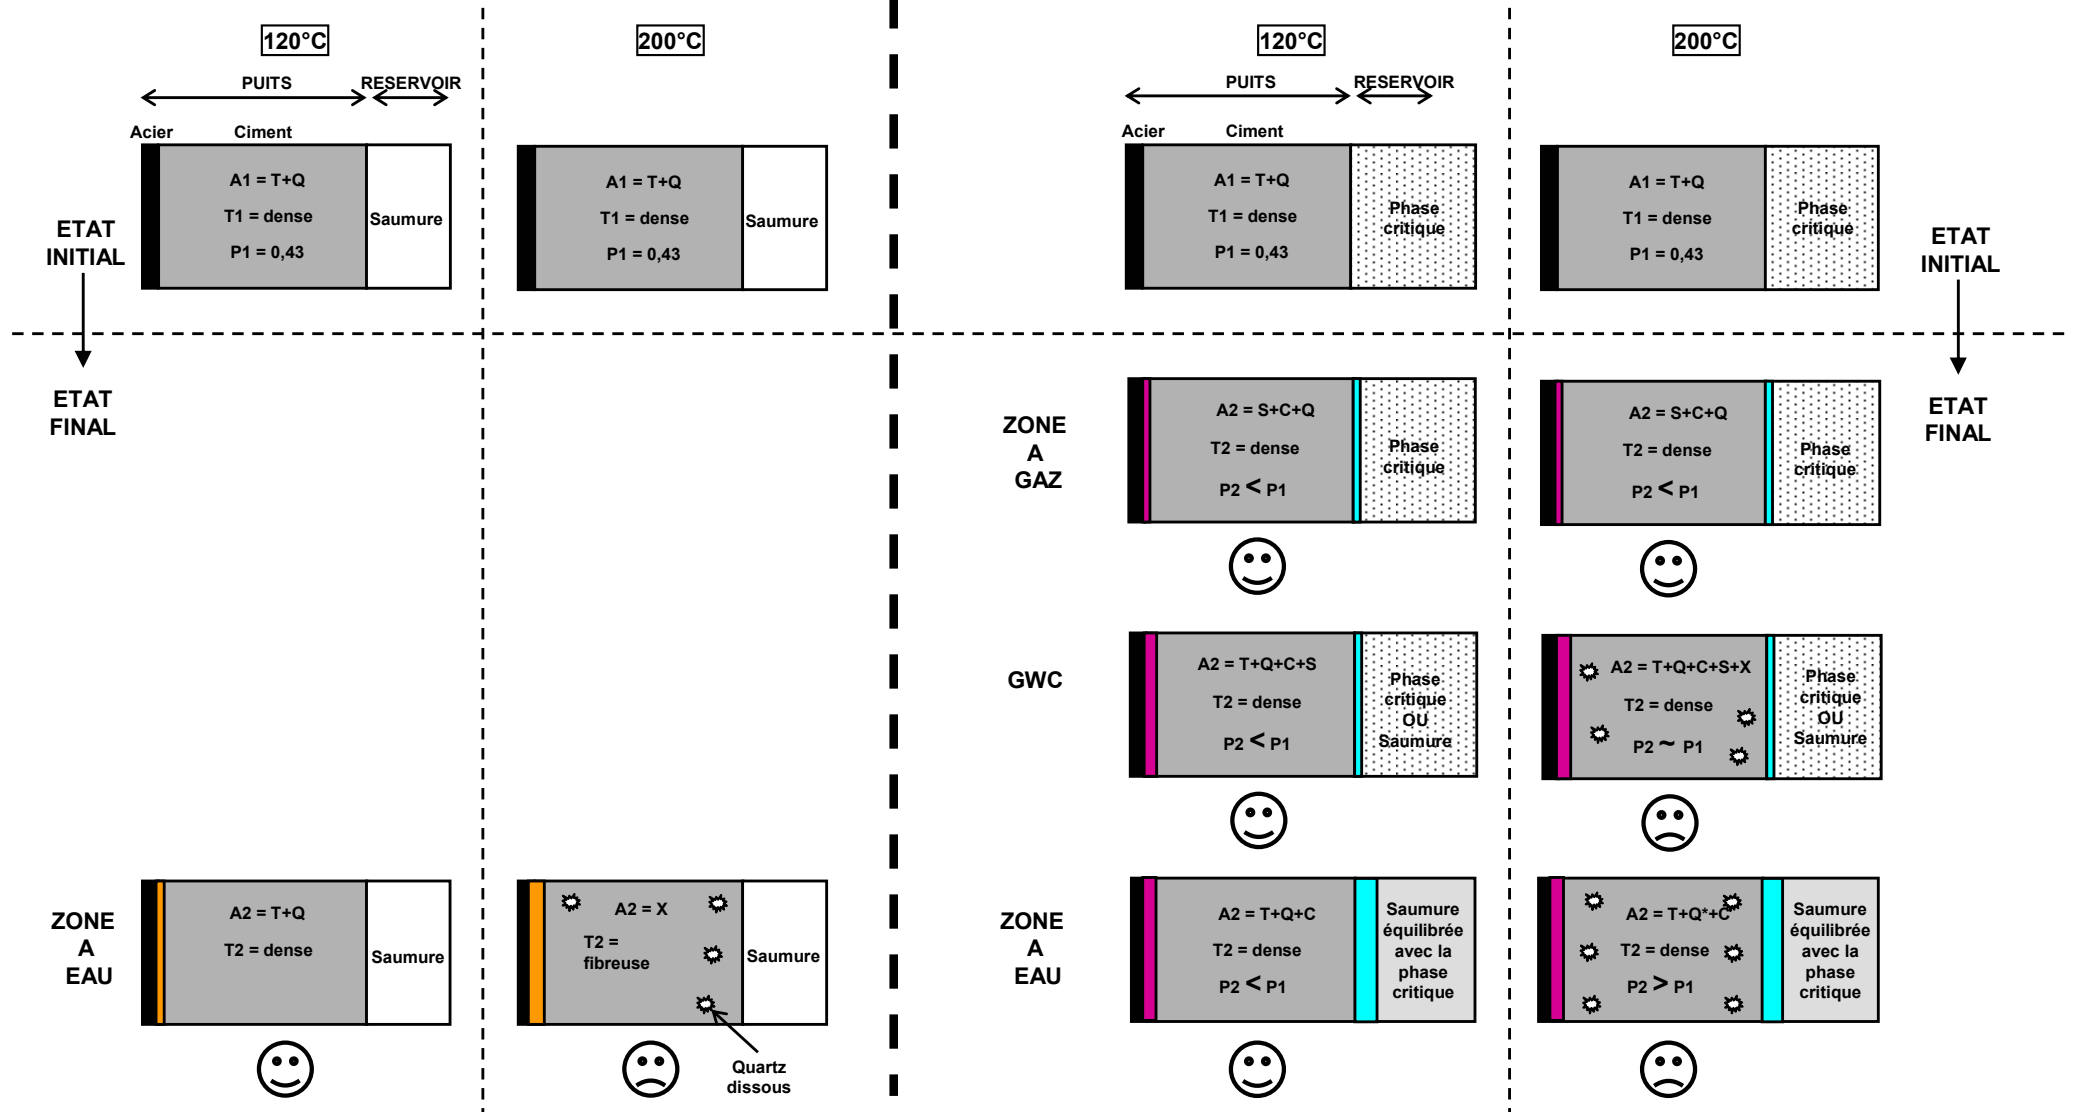 120°C
200°C
120°C
200°C
PUITS
RESERVOIR
PUITS
RESERVOIR
Acier
Ciment
Acier
Ciment
ETAT
INITIAL
A1 = T+Q
T1 = dense
P1 = 0,43
Saumure
A1 = T+Q
T1 = dense
P1 = 0,43
Saumure
A1 = T+Q
T1 = dense
P1 = 0,43
Phase
critique
A1 = T+Q
T1 = dense
P1 = 0,43
Phase
critique
ETAT
INITIAL
ETAT
FINAL
ZONE
A
GAZ
A2 = S+C+Q
T2 = dense
P2 < P1
Phase
critique
A2 = S+C+Q
T2 = dense
P2 < P1
Phase
critique
ETAT
FINAL
GWC
A2 = T+Q+C+S
T2 = dense
P2 < P1
Phase
critique
OU
Saumure
A2 = T+Q+C+S+X
T2 = dense
P2 ~ P1
Phase
critique
OU
Saumure
ZONE
A
EAU
A2 = T+Q
T2 = dense
Saumure
A2 = X
T2 =
fibreuse
Saumure
Quartz
dissous
ZONE
A
EAU
A2 = T+Q+C
T2 = dense
P2 < P1
Saumure
équilibrée
avec la
phase
critique
A2 = T+Q*+C
T2 = dense
P2 > P1
Saumure
équilibrée
avec la
phase
critique